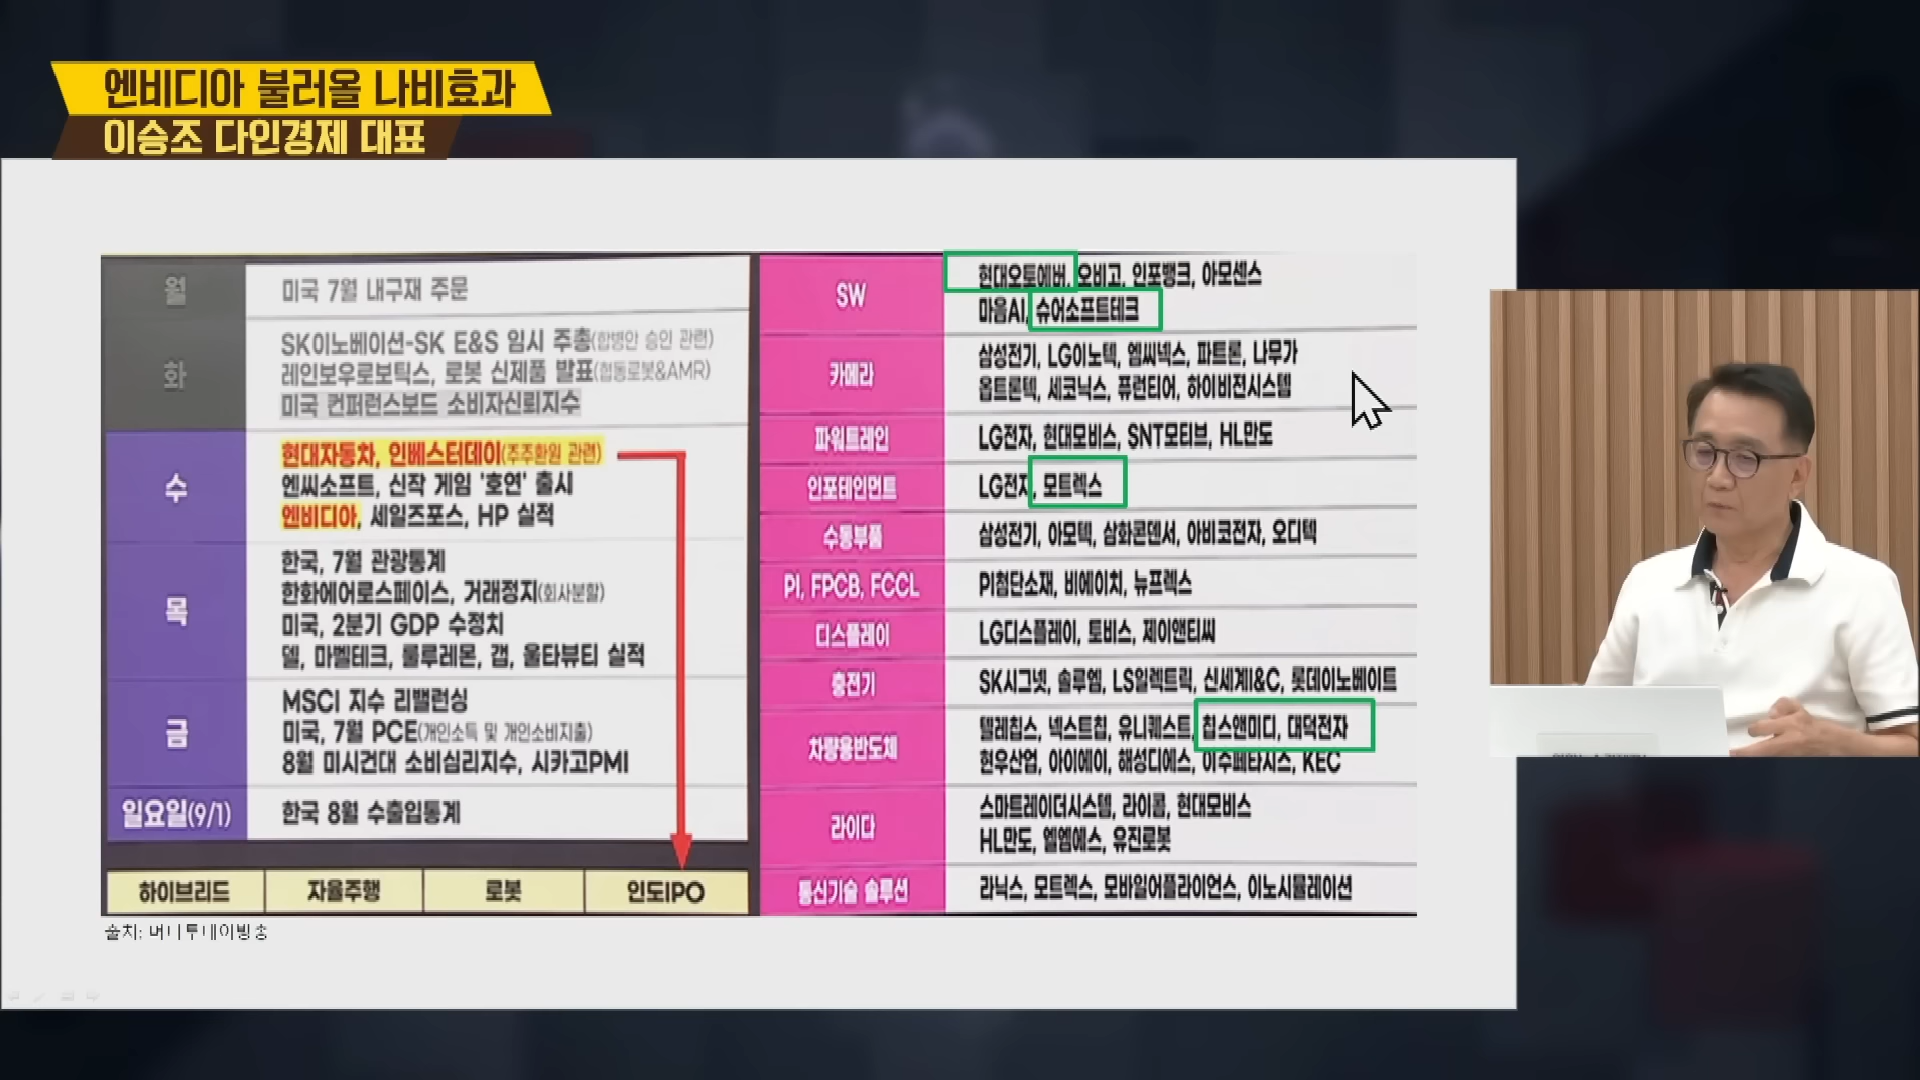 엔비디아 불러올 나비효과
이승조 다인경제 대표
월
미국 7월 내구재 주문
화
SK이노베이션-SK E&S 임시 주총(합병안 승인 관련)
레인보우로보틱스, 로봇 신제품 발표(협동로봇&AMR)
미국 컨퍼런스보드 소비자신뢰지수
수
현대자동차, 인베스터데이(주주환원 관련)
엔씨소프트, 신작 게임 '호연' 출시
엔비디아, 세일즈포스, HP 실적
목
한국, 7월 관광통계
한화에어로스페이스, 거래정지(회사분할)
미국, 2분기 GDP 수정치
델, 마벨테크, 룰루레몬, 갭, 울타뷰티 실적
금
MSCI 지수 리밸런싱
미국, 7월 PCE(개인소득 및 개인소비지출)
8월 미시건대 소비심리지수, 시카고PMI
일요일(9/1)
한국 8월 수출입통계
하이브리드
자율주행
로봇
인도IPO
SW
현대오토에버, 오비고, 인포뱅크, 아모센스
마음AI, 슈어소프트테크
카메라
삼성전기, LG이노텍, 엠씨넥스, 파트론, 나무가
옵트론텍, 세코닉스, 퓨런티어, 하이비젼시스템
파워트레인
LG전자, 현대모비스, SNT모티브, HL만도
인포테인먼트
LG전자, 모트렉스
수동부품
삼성전기, 아모텍, 삼화콘덴서, 아비코전자, 오디텍
PI, FPCB, FCCL
PI첨단소재, 비에이치, 뉴프렉스
디스플레이
LG디스플레이, 토비스, 제이앤티씨
충전기
SK시그넷, 솔루엠, LS일렉트릭, 신세계I&C, 롯데이노베이트
차량용반도체
텔레칩스, 넥스트칩, 유니퀘스트, 칩스앤미디, 대덕전자
현우산업, 아이에이, 해성디에스, 이수페타시스, KEC
라이다
스마트레이더시스템, 라이콤, 현대모비스
HL만도, 엘엠에스, 유진로봇
통신기술 솔루션
라닉스, 모트렉스, 모바일어플라이언스, 이노시뮬레이션
출처: 머니투데이방송